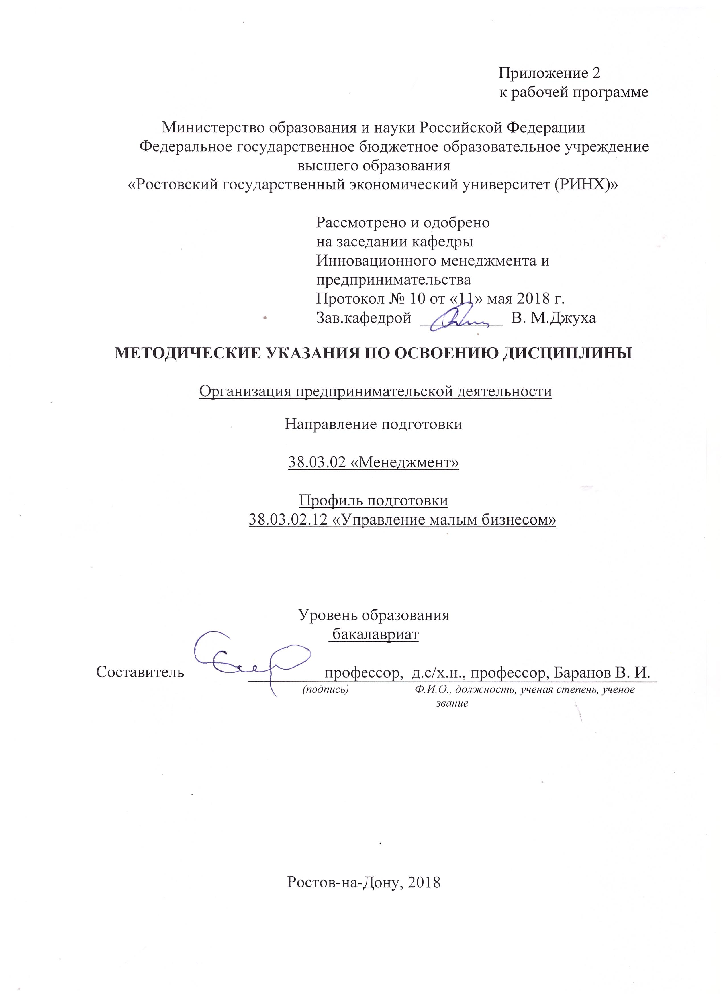 Приложение 2
к рабочей программе
Министерство образования и науки Российской Федерации
Федеральное государственное бюджетное образовательное учреждение
высшего образования
«Ростовский государственный экономический университет (РИНХ)»
Рассмотрено и одобрено
на заседании кафедры
Инновационного менеджмента и
предпринимательства
Протокол № 10 от «11» мая 2018 г.
Зав.кафедрой __________ В. М.Джуха
МЕТОДИЧЕСКИЕ УКАЗАНИЯ ПО ОСВОЕНИЮ ДИСЦИПЛИНЫ
Организация предпринимательской деятельности
Направление подготовки
38.03.02 «Менеджмент»
Профиль подготовки
38.03.02.12 «Управление малым бизнесом»
Уровень образования
бакалавриат
Составитель профессор, д.с/х.н., профессор, Баранов В. И.
(подпись) Ф.И.О., должность, ученая степень, ученое
звание
Ростов-на-Дону, 2018